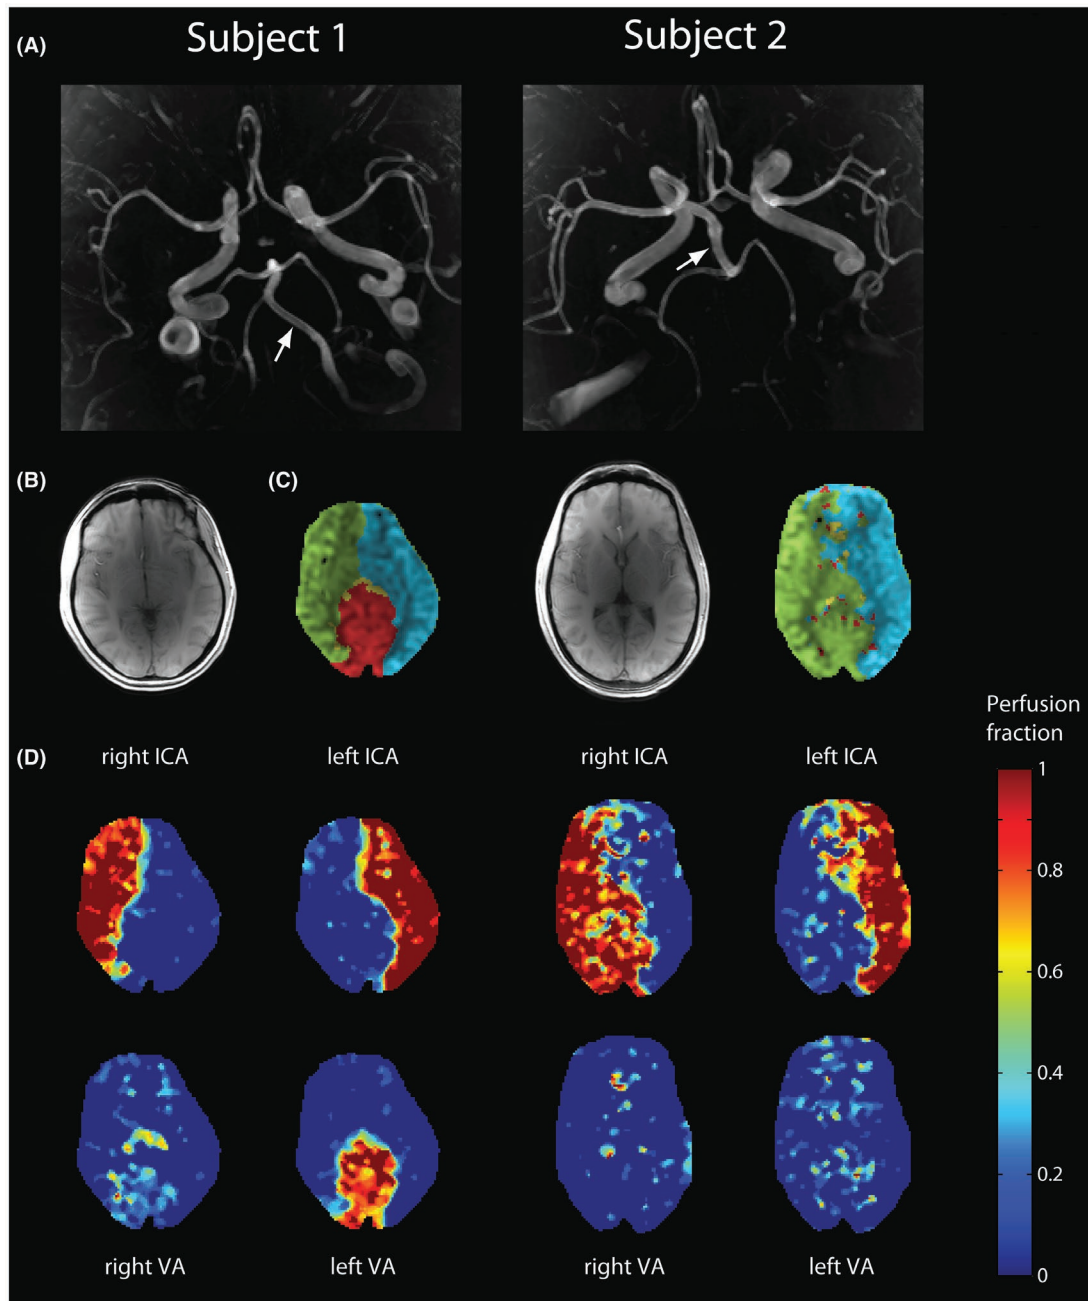 (A)
Subject 1
Subject 2
(B)
(C)
Perfusion
fraction
(D)
right ICA
left ICA
right ICA
left ICA
1
0.8
0.6
0.4
0.2
0
right VA
left VA
right VA
left VA